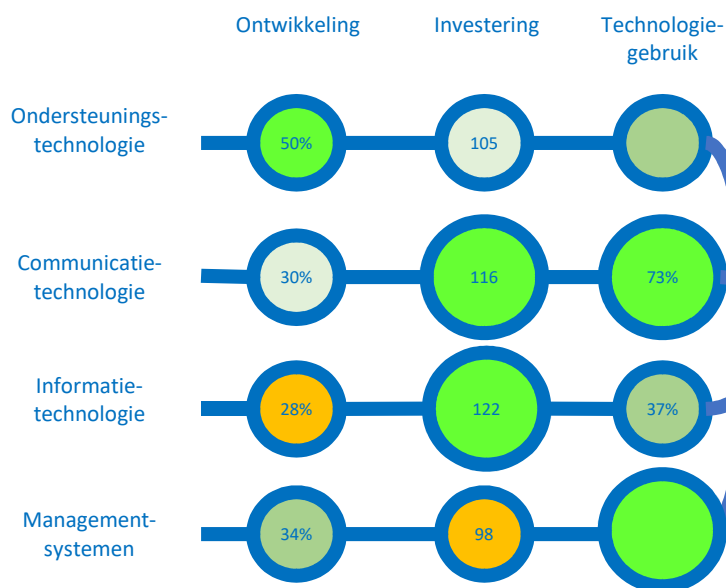 Ontwikkeling
Investering
Technologie-
gebruik
Ondersteunings-
technologie
50%
105
Communicatie-
technologie
30%
116
73%
Informatie-
technologie
28%
122
37%
Management-
systemen
34%
98